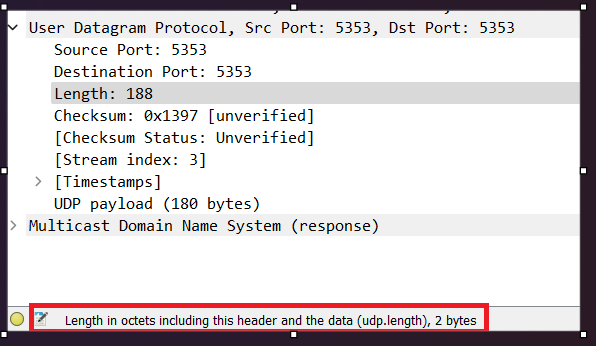 User Datagram Protocol, Src Port: 5353, Dst Port: 5353
Source Port: 5353
Destination Port: 5353
Length: 188
Checksum: 0x1397 [unverified]
[Checksum Status: Unverified]
[Stream index: 3]
[Timestamps]
UDP payload (180 bytes)
Multicast Domain Name System (response)
Length in octets including this header and the data (udp.length), 2 bytes